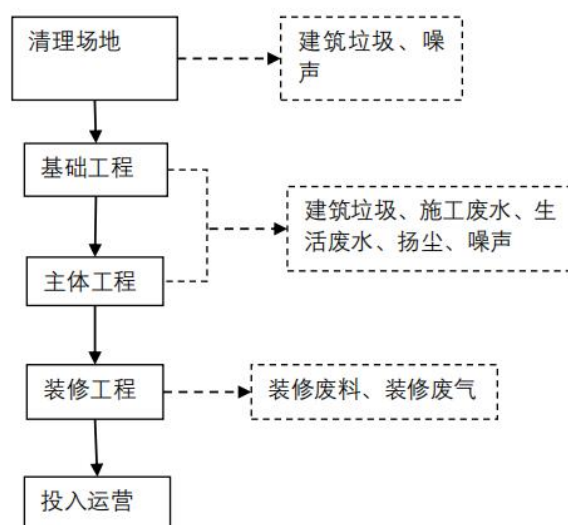 清理场地
建筑垃圾、噪
声
基础工程
建筑垃圾、施工废水、生
活废水、扬尘、噪声
主体工程
装修工程
装修废料、装修废气
投入运营